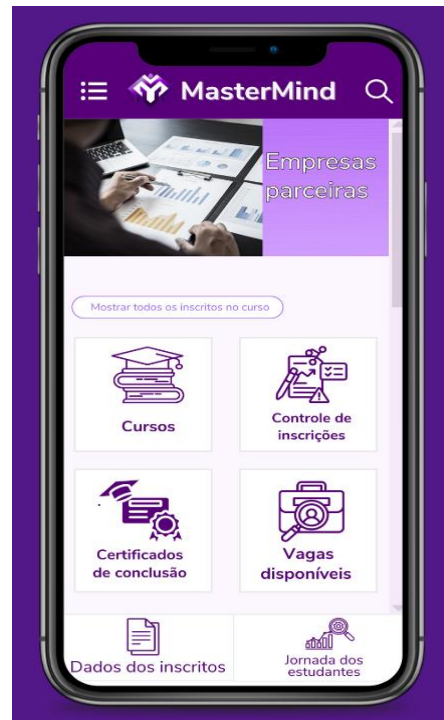 MasterMind
Empresas
parceiras
Mostrar todos os inscritos no curso
Cursos
Controle de
inscrições
Certificados
de conclusão
Vagas
disponíveis
Dados dos inscritos
Jornada dos
estudantes